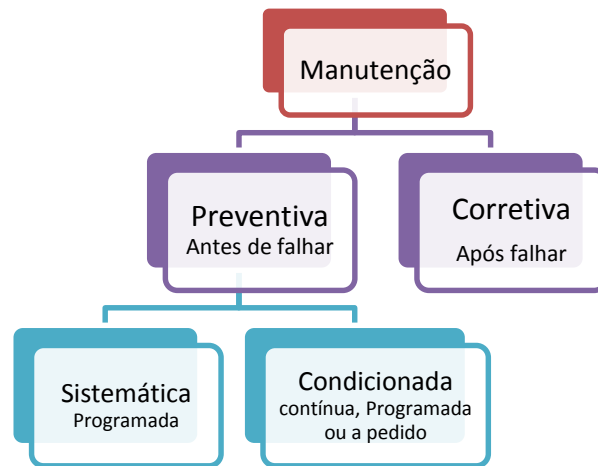 Manutenção
Preventiva
Antes de falhar
Corretiva
Após falhar
Sistemática
Programada
Condicionada
contínua, Programada
ou a pedido